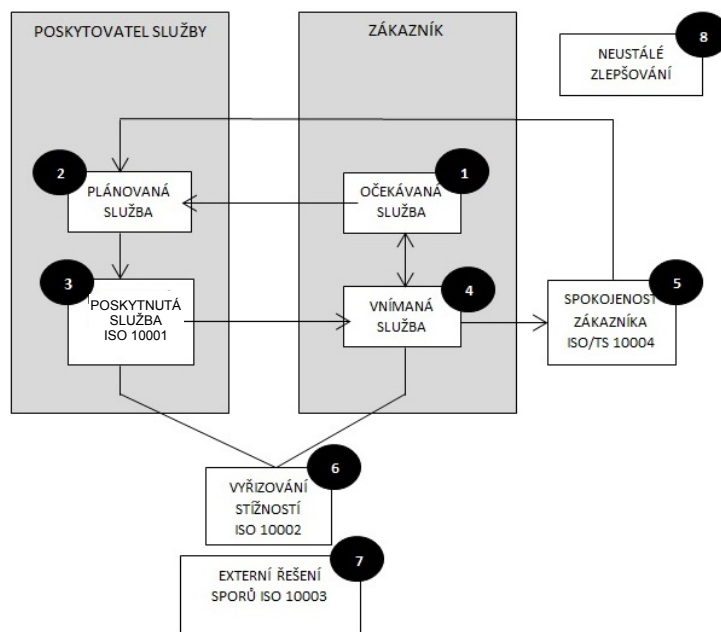 POSKYTOVATEL SLUŽBY
ZÁKAZNÍK
8
NEUSTÁLÉ
ZLEPŠOVÁNÍ
2
PLÁNOVANÁ
SLUŽBA
1
OČEKÁVANÁ
SLUŽBA
3
POSKYTNUTÁ
SLUŽBA
ISO 10001
4
VNÍMANÁ
SLUŽBA
5
SPOKOJENOST
ZÁKAZNÍKA
ISO/TS 10004
6
VYŘIZOVÁNÍ
STÍŽNOSTÍ
ISO 10002
7
EXTERNÍ ŘEŠENÍ
SPORŮ ISO 10003